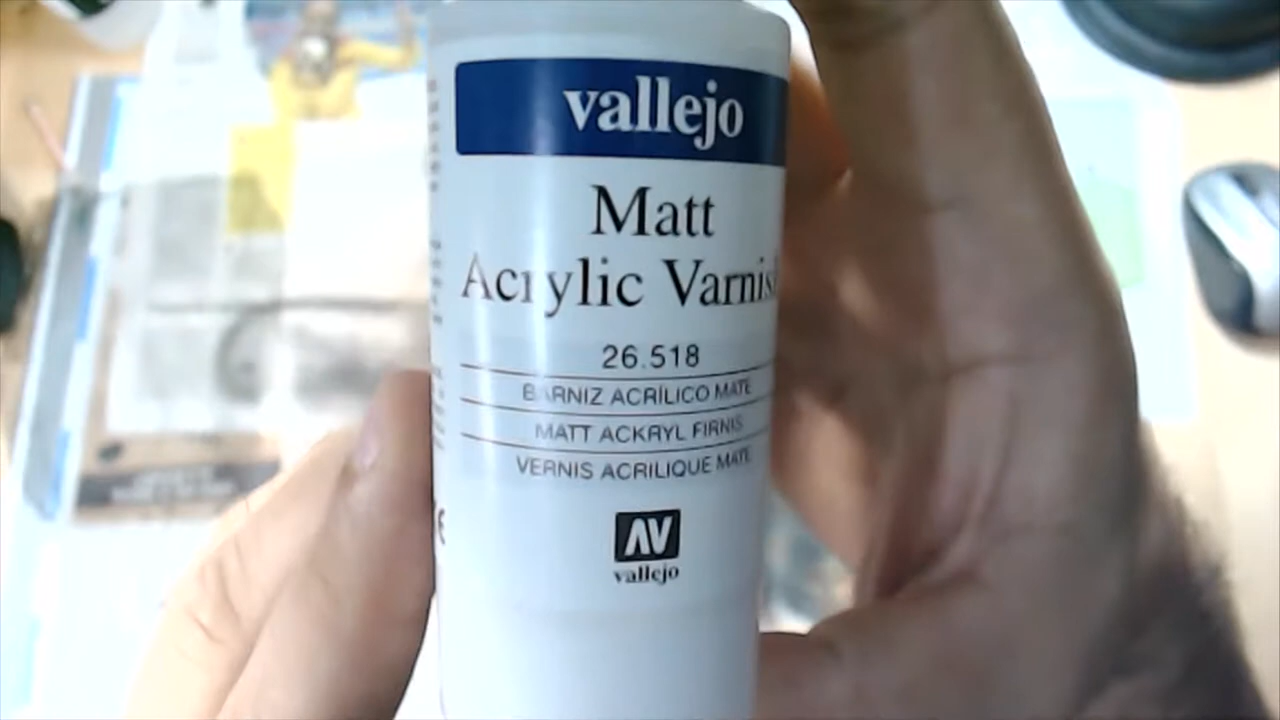 vallejo
Matt
Acrylic Varnis
26.518
BARNIZ ACRÍLICO MATE
MATT ACKRYL FIRNIS
VERNIS ACRILIQUE MATE
AV
vallejo